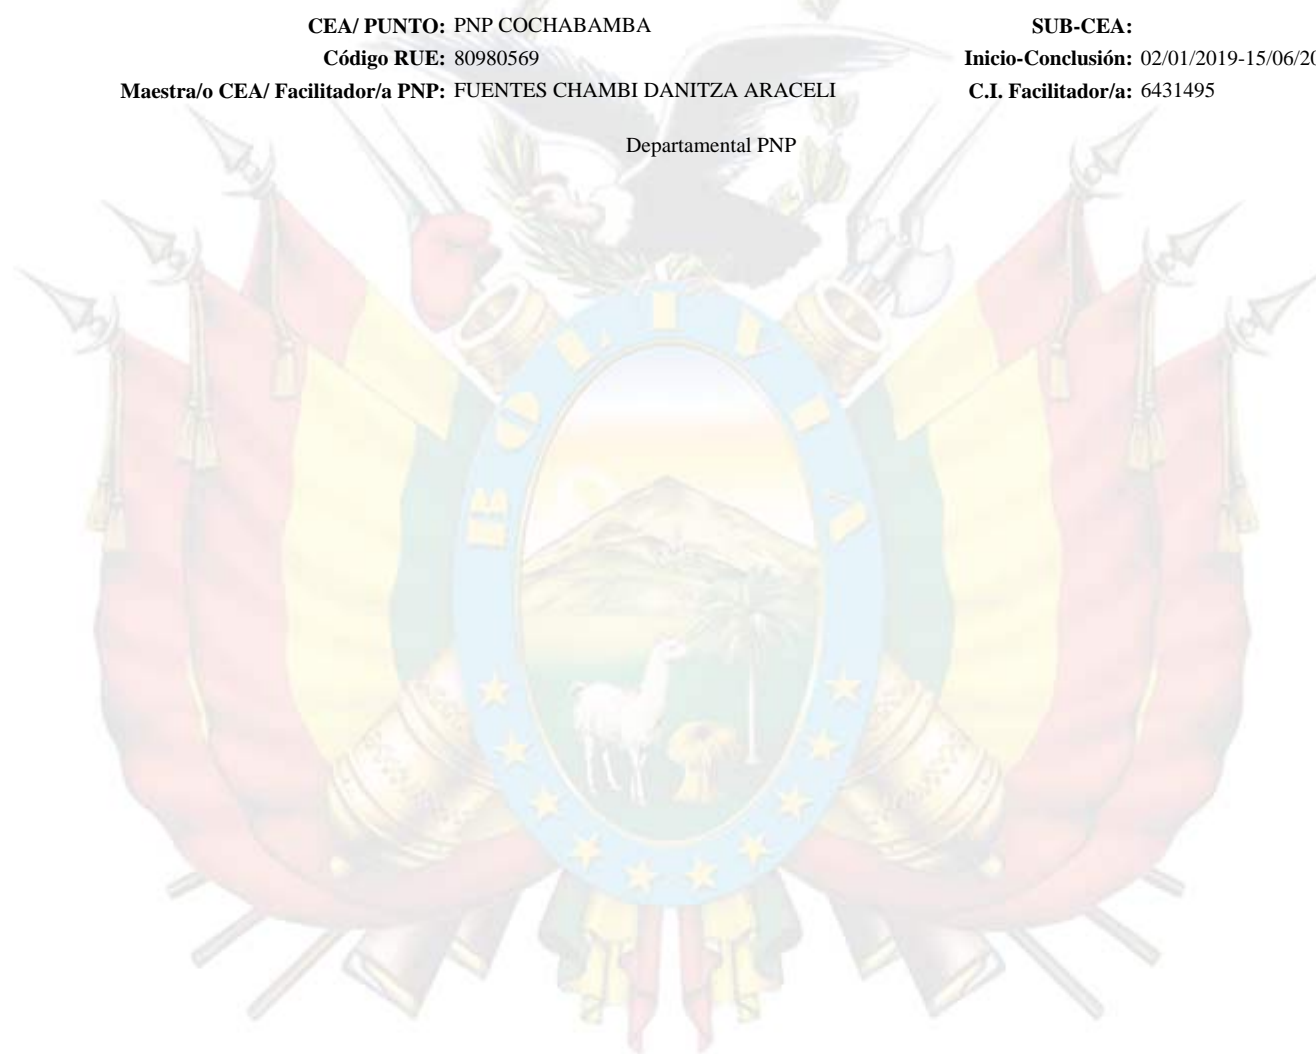 CEA/ PUNTO: PNP COCHABAMBA SUB-CEA:
Código RUE: 80980569 Inicio-Conclusión: 02/01/2019-15/06/20
Maestra/o CEA/ Facilitador/a PNP: FUENTES CHAMBI DANITZA ARACELI C.I. Facilitador/a: 6431495
Departamental PNP
BOLIVIA